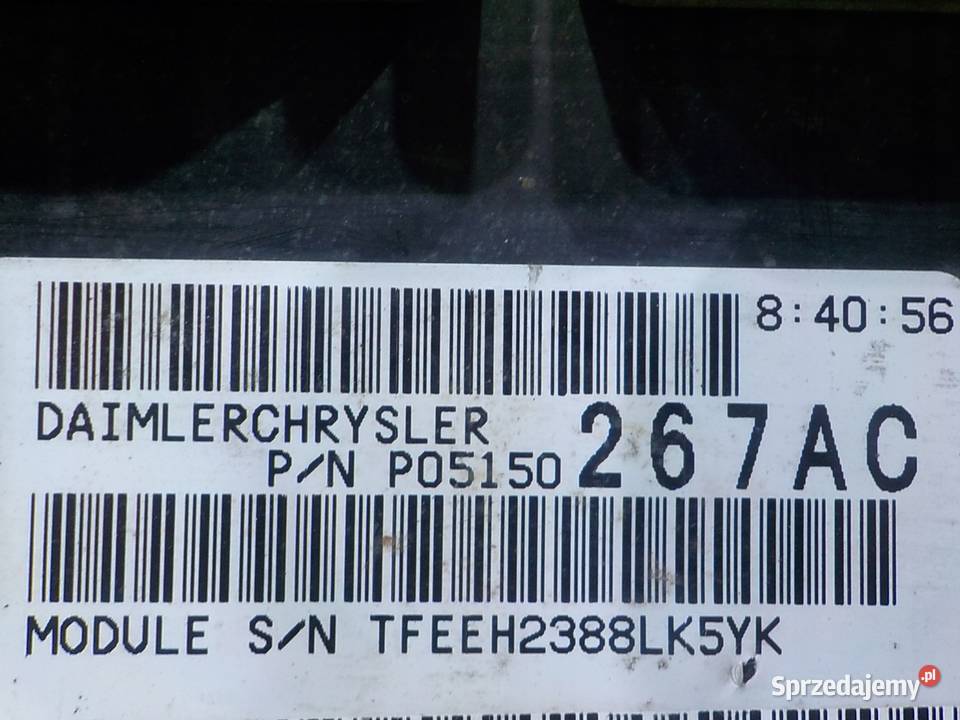 8:40:56
DAIMLERCHRYSLER
P/N P05150 267AC
MODULE S/N TFEEH2388LK5YK
Sprzedajemy.pl